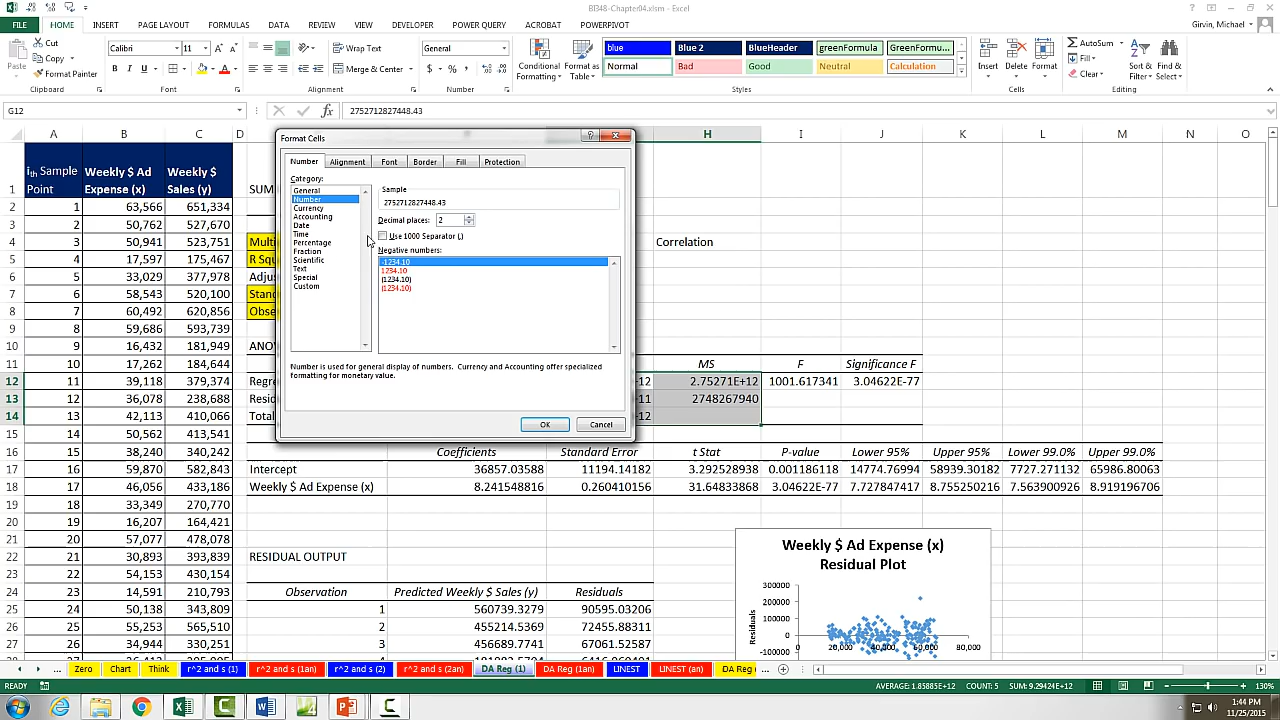 BI348-Chapter04.xlsm - Excel
FILE HOME INSERT PAGE LAYOUT FORMULAS DATA REVIEW VIEW DEVELOPER POWER QUERY ACROBAT POWERPIVOT Girvin, Michael
Cut Calibri 11 Wrap Text General blue Blue 2 BlueHeader greenFormula GreenFormu... AutoSum
Paste Copy Conditional Format as Insert Delete Format Fill Sort & Find &
Format Painter Merge & Center Formatting Table Normal Bad Good Neutral Calculation Clear Filter Select
Clipboard Font Alignment Number Styles Cells Editing
G12 2752712827448.43
Format Cells
A B C D H I J K L M N O
Number Alignment Font Border Fill Protection
ith Sample Point Weekly $ Ad Expense (x) Weekly $ Sales (y)
Category:
General
Number
Currency
Accounting
Date
Time
Percentage
Fraction
Scientific
Text
Special
Custom
Sample
2752712827448.43
Decimal places: 2
Use 1000 Separator (,)
Negative numbers:
-1234.10
1234.10
(1234.10)
(1234.10)
Number is used for general display of numbers. Currency and Accounting offer specialized
formatting for monetary value.
OK Cancel
1 SUM
2 1 63,566 651,334
3 2 50,762 527,670
4 3 50,941 523,751 Multi Correlation
5 4 17,597 175,467 R Squa
6 5 33,029 377,978 Adjus
7 6 58,543 520,100 Stand
8 7 60,492 620,856 Obser
9 8 59,686 593,739
10 9 16,432 181,949 ANO
11 10 17,262 184,644 MS F Significance F
12 11 39,118 379,374 Regre -12 2.75271E+12 1001.617341 3.04622E-77
13 12 36,078 238,688 Resid -11 2748267940
14 13 42,113 410,066 Total -12
15 14 50,562 413,541
16 15 38,240 340,242 Coefficients Standard Error t Stat P-value Lower 95% Upper 95% Lower 99.0% Upper 99.0%
17 16 59,870 582,843 Intercept 36857.03588 11194.14182 3.292528938 0.001186118 14774.76994 58939.30182 7727.271132 65986.80063
18 17 46,056 433,186 Weekly $ Ad Expense (x) 8.241548816 0.260410156 31.64833868 3.04622E-77 7.727847417 8.755250216 7.563900926 8.919196706
19 18 33,349 270,770
20 19 16,207 164,421
21 20 57,077 478,078
22 21 30,893 393,839 RESIDUAL OUTPUT
23 22 54,153 430,154
24 23 14,591 210,793 Observation Predicted Weekly $ Sales (y) Residuals
25 24 50,138 343,809 1 560739.3279 90595.03206
26 25 55,253 565,510 2 455214.5369 72455.88311
27 26 34,944 330,251 3 456689.7741 67061.52587
Weekly $ Ad Expense (x)
Residual Plot
Residuals
300000
200000
100000
0
-100000
0 20,000 40,000 60,000 80,000
... Zero Chart Think r^2 and s (1) r^2 and s (1an) r^2 and s (2) r^2 and s (2an) DA Reg (1) DA Reg (1an) LINEST LINEST (an) DA Reg ...
READY AVERAGE: 1.85885E+12 COUNT: 5 SUM: 9.29424E+12 130%
1:44 PM
11/25/2015